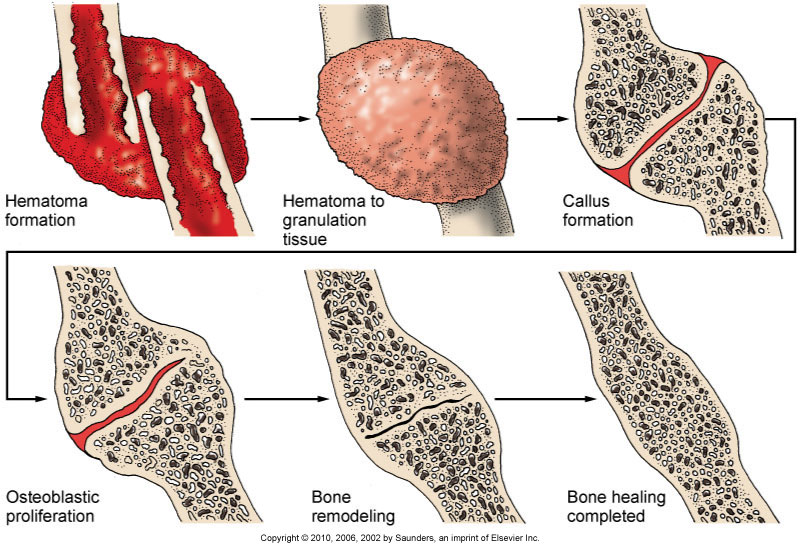 Hematoma
formation
Hematoma to
granulation
tissue
Callus
formation
Osteoblastic
proliferation
Bone
remodeling
Bone healing
completed
Copyright © 2010, 2006, 2002 by Saunders, an imprint of Elsevier Inc.